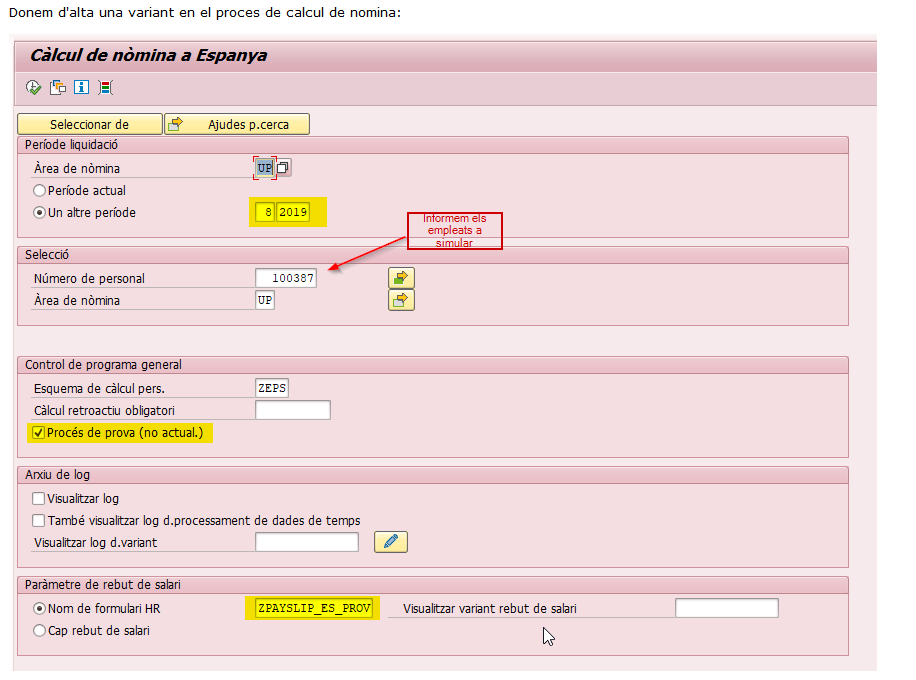 Donem d'alta una variant en el proces de calcul de nomina:
Càlcul de nòmina a Espanya
Seleccionar de
Ajudes p.cerca
Període liquidació
Àrea de nòmina UP
Període actual
Un altre període 8 2019
Informem els
empleats a
simular
Selecció
Número de personal 100387
Àrea de nòmina UP
Control de programa general
Esquema de càlcul pers. ZEPS
Càlcul retroactiu obligatori
Procés de prova (no actual.)
Arxiu de log
Visualitzar log
També visualitzar log d.processament de dades de temps
Visualitzar log d.variant
Paràmetre de rebut de salari
Nom de formulari HR ZPAYSLIP_ES_PROV Visualitzar variant rebut de salari
Cap rebut de salari